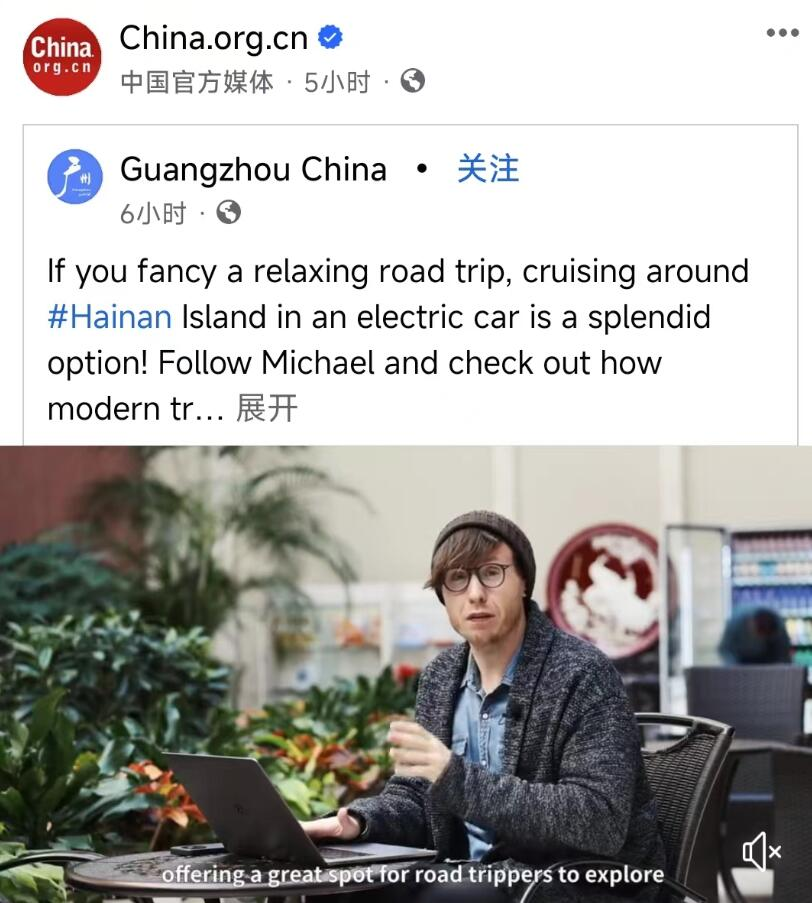 China.org.cn
China
org.cn
中国官方媒体 · 5小时 ·
Guangzhou China • 关注
广州
6小时 ·
If you fancy a relaxing road trip, cruising around
#Hainan Island in an electric car is a splendid
option! Follow Michael and check out how
modern tr... 展开
offering a great spot for road trippers to explore